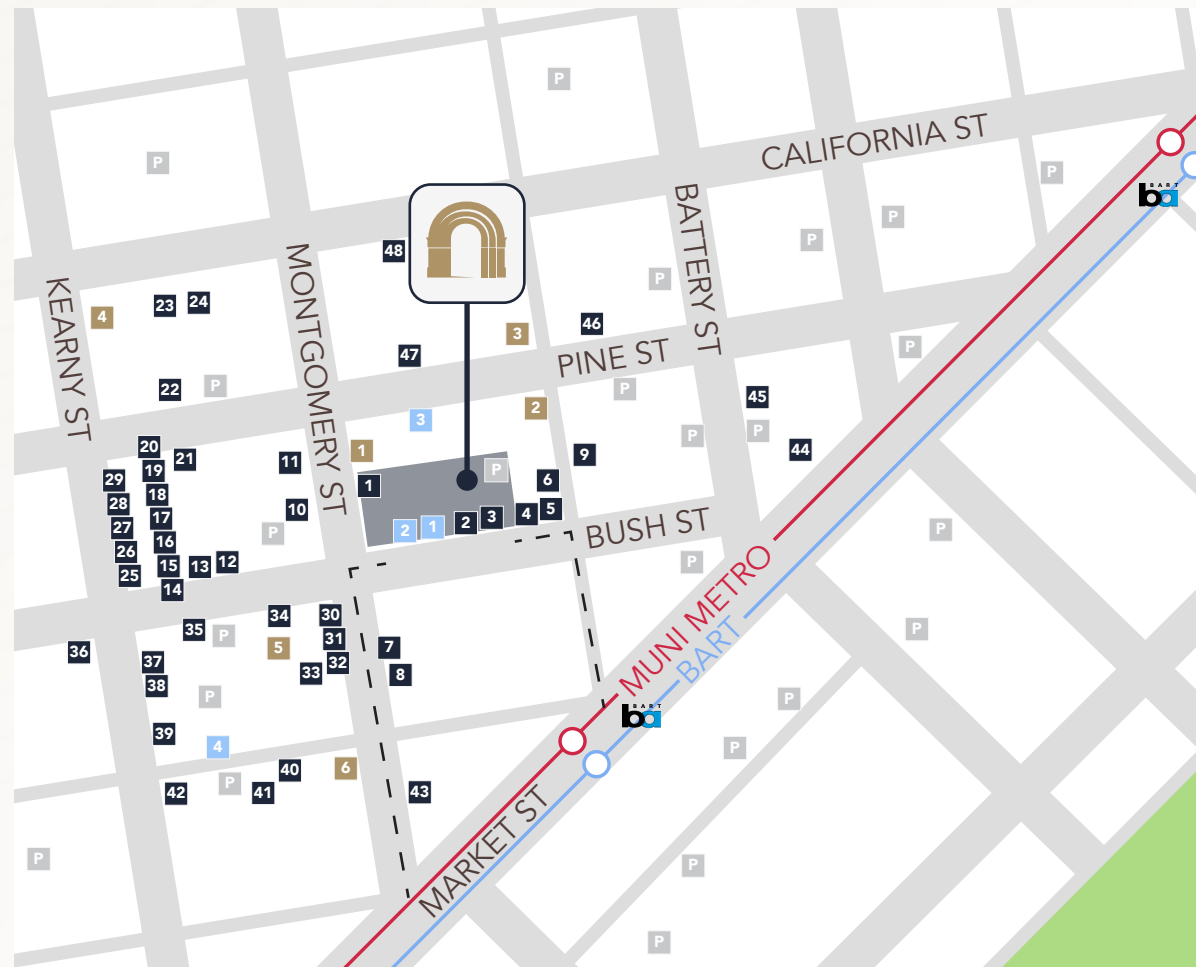 P
P
CALIFORNIA ST
P
BART
ba
BATTERY ST
P
P
MONTGOMERY ST
48
KEARNY ST
P
23
24
4
46
3
47
PINE ST
P
22
P
P
45
2
3
P
P
44
20
21
11
1
9
29
19
P
6
28
18
1
10
5
27
17
2
1
2
3
4
BUSH ST
P
P
26
16
25
15
13
12
P
14
34
30
MUNI METRO
BART
35
P
31
P
36
37
5
32
7
38
33
8
P
P
BART
ba
39
4
P
40
6
42
P
41
43
MARKET ST
P
P
P